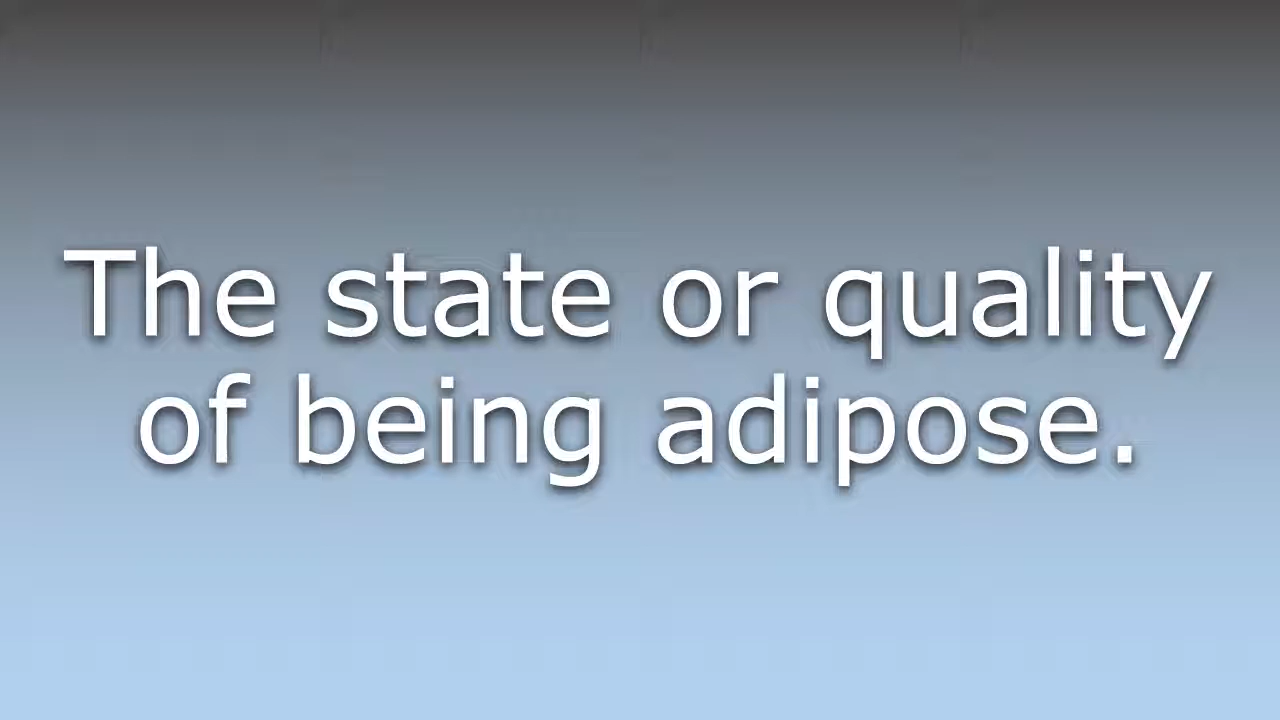 The state or quality
of being adipose.